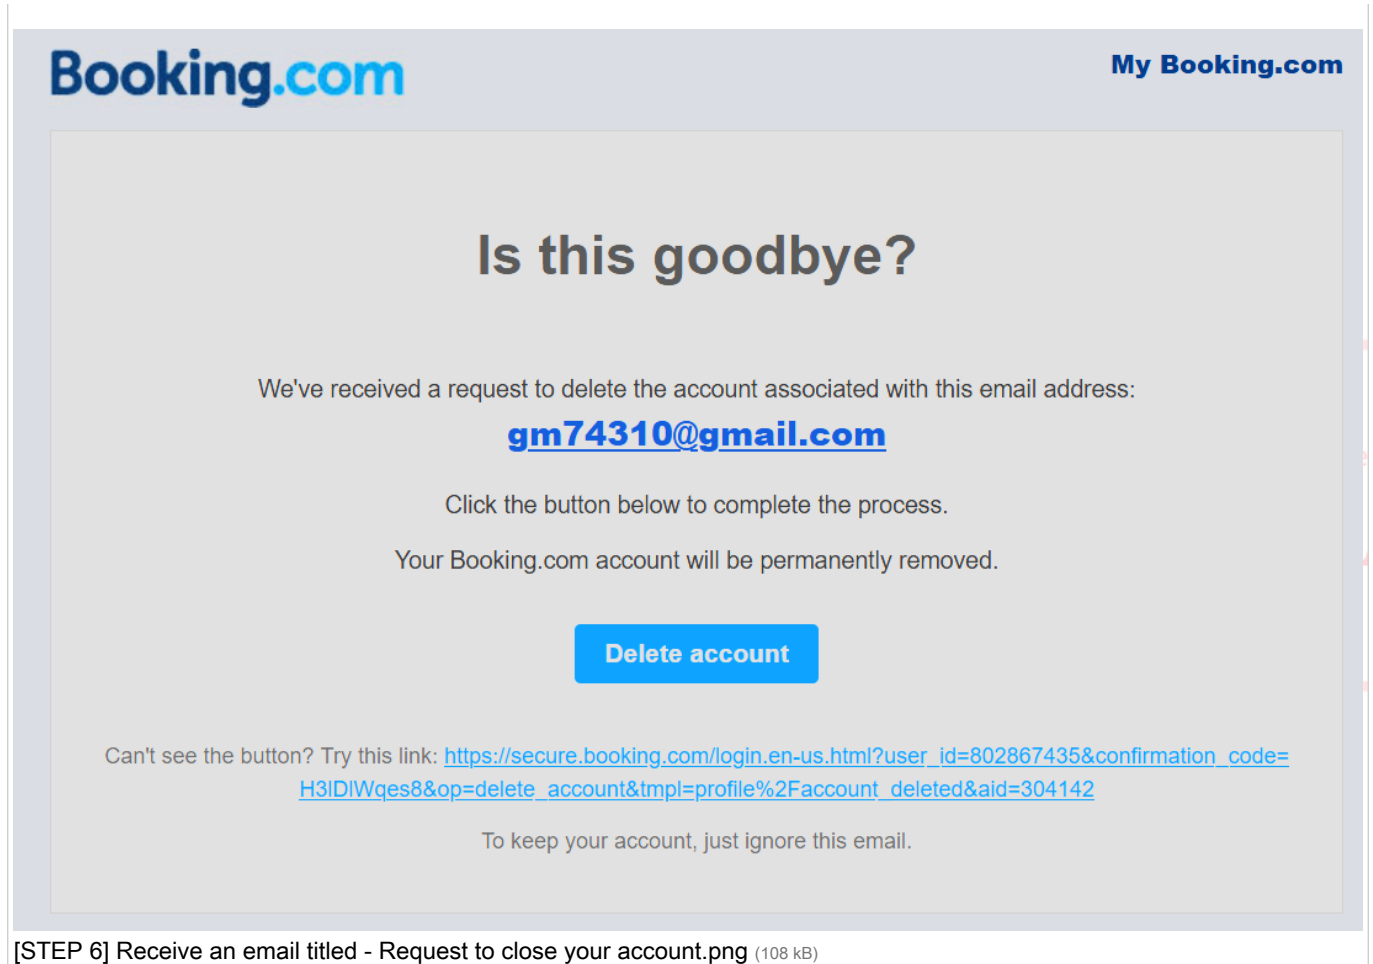 Booking.com
My Booking.com
Is this goodbye?
We've received a request to delete the account associated with this email address:
gm74310@gmail.com
Click the button below to complete the process.
Your Booking.com account will be permanently removed.
Delete account
Can't see the button? Try this link: https://secure.booking.com/login.en-us.html?user_id=802867435&confirmation_code=
H3lDlWqes8&op=delete_account&tmpl=profile%2Faccount_deleted&aid=304142
To keep your account, just ignore this email.
[STEP 6] Receive an email titled - Request to close your account.png (108 kB)